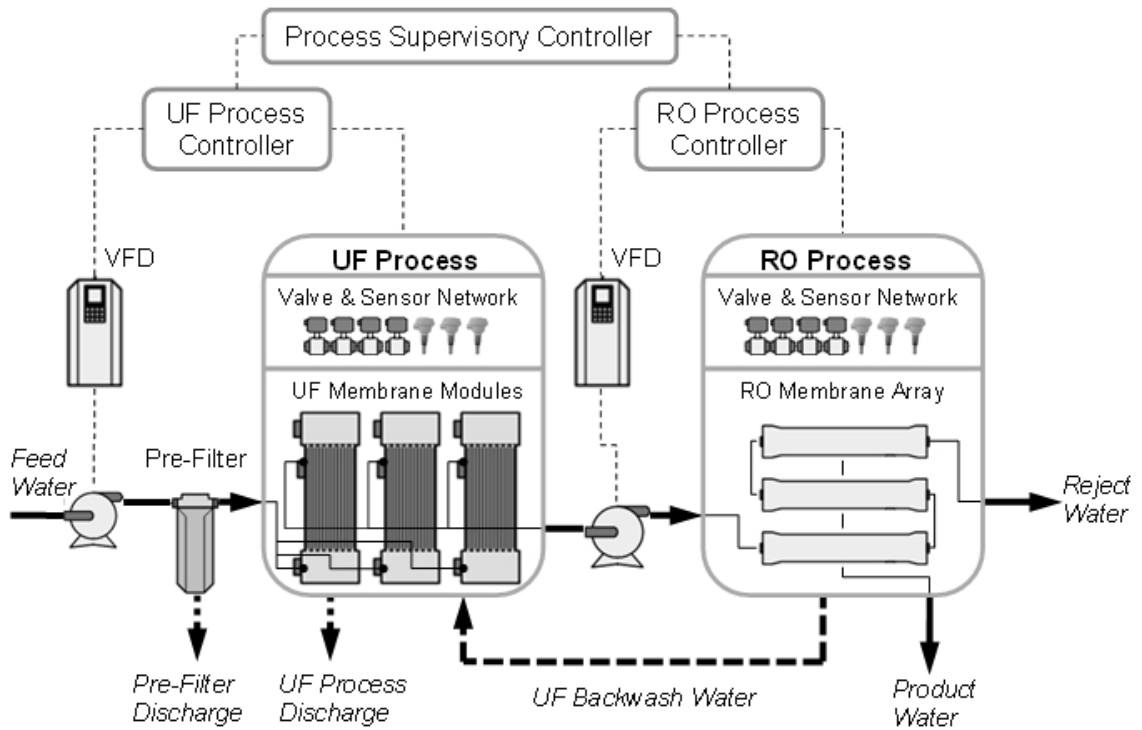 Process Supervisory Controller
UF Process
Controller
RO Process
Controller
VFD
UF Process
Valve & Sensor Network
UF Membrane Modules
VFD
RO Process
Valve & Sensor Network
RO Membrane Array
Feed
Water
Pre-Filter
Reject
Water
Pre-Filter
Discharge
UF Process
Discharge
UF Backwash Water
Product
Water